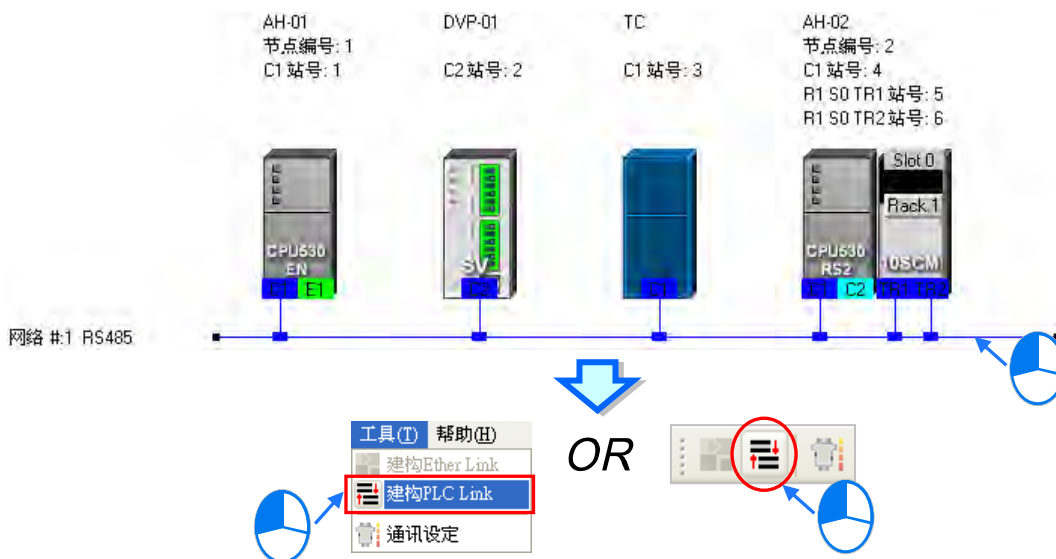 AH-01
节点编号: 1
C1 站号: 1
DVP-01
C2 站号: 2
TC
C1 站号: 3
AH-02
节点编号: 2
C1 站号: 4
R1 S0 TR1 站号: 5
R1 S0 TR2 站号: 6
CPU530
EN
C1 E1
SV
C2
C1
CPU530
RS2
C1 C2
Slot 0
Rack 1
10SCM
TR2
网络 #:1 RS485
工具(T) 帮助(H)
建构Ether Link
建构PLC Link
通讯设定
OR